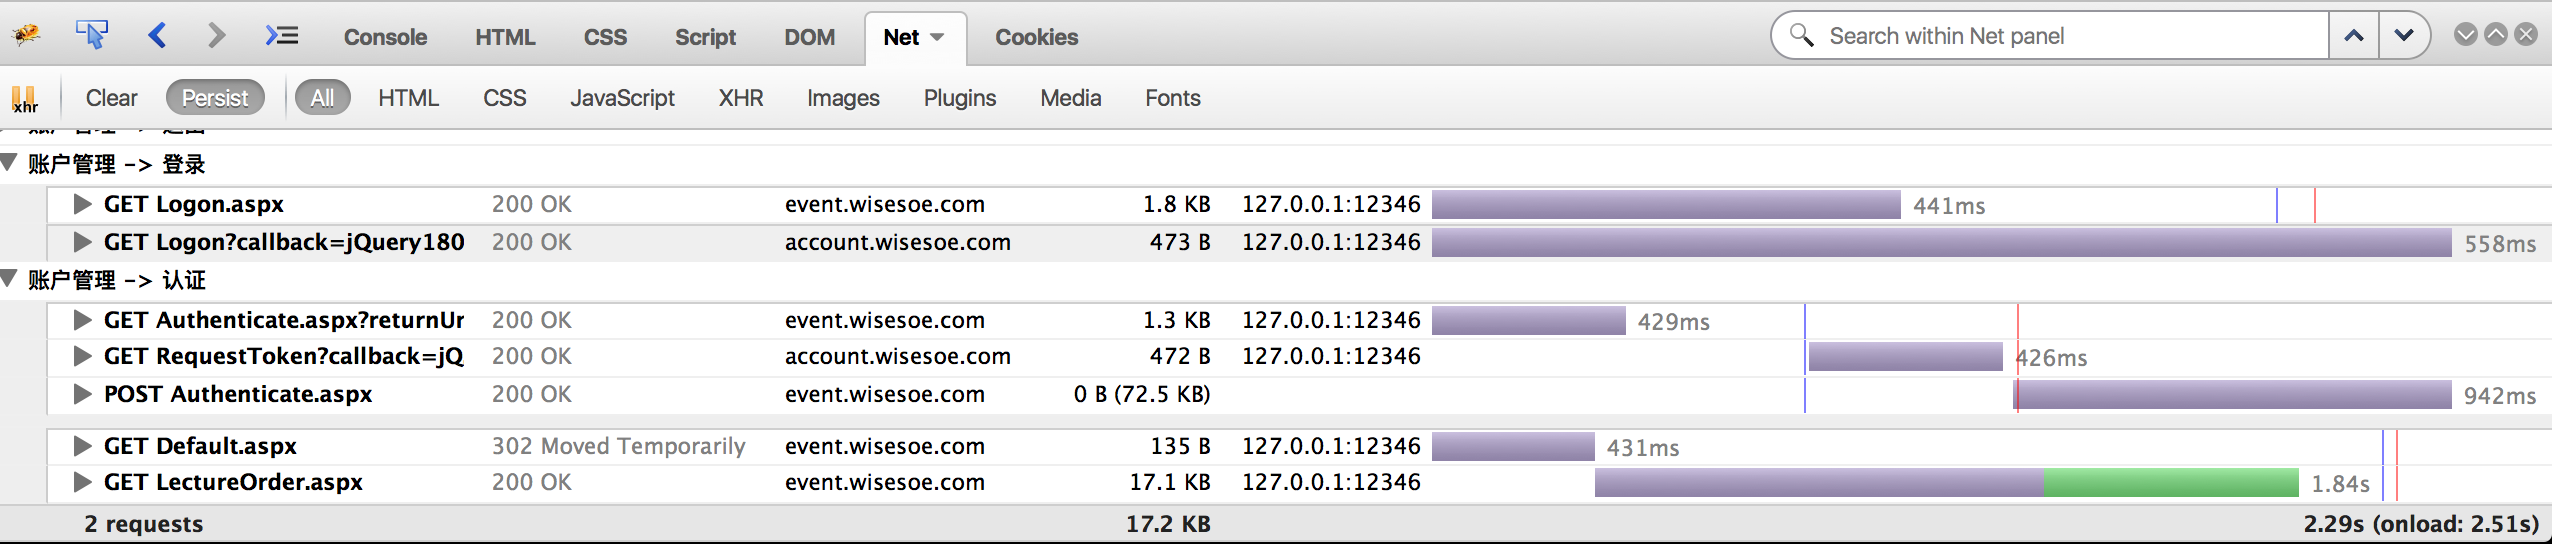 Console HTML CSS Script DOM Net Cookies Search within Net panel
xhr Clear Persist All HTML CSS JavaScript XHR Images Plugins Media Fonts
账户管理 -> 登录
GET Logon.aspx 200 OK event.wisesoe.com 1.8 KB 127.0.0.1:12346 441ms
GET Logon?callback=jQuery180 200 OK account.wisesoe.com 473 B 127.0.0.1:12346 558ms
账户管理 -> 认证
GET Authenticate.aspx?returnUr 200 OK event.wisesoe.com 1.3 KB 127.0.0.1:12346 429ms
GET RequestToken?callback=jQ 200 OK account.wisesoe.com 472 B 127.0.0.1:12346 426ms
POST Authenticate.aspx 200 OK event.wisesoe.com 0 B (72.5 KB) 942ms
GET Default.aspx 302 Moved Temporarily event.wisesoe.com 135 B 127.0.0.1:12346 431ms
GET LectureOrder.aspx 200 OK event.wisesoe.com 17.1 KB 127.0.0.1:12346 1.84s
2 requests 17.2 KB 2.29s (onload: 2.51s)